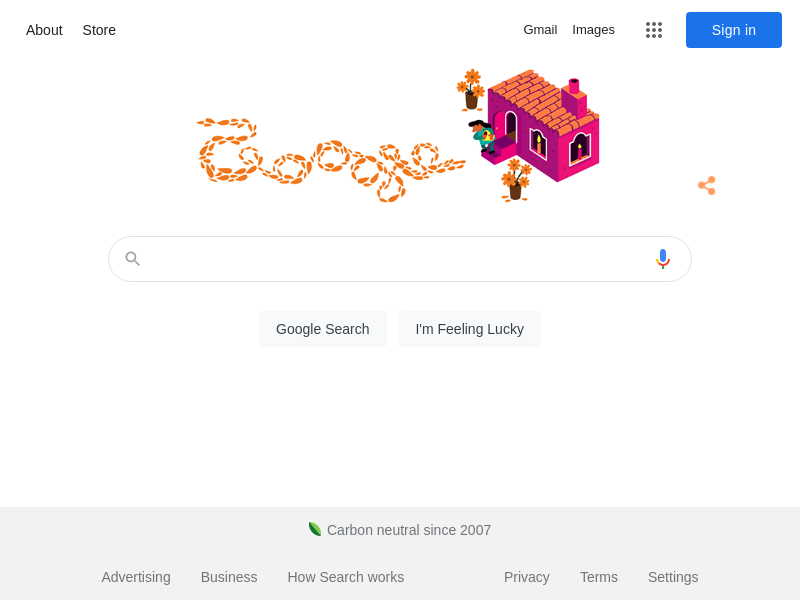 About Store Gmail Images Sign in
Google
Google Search I'm Feeling Lucky
Carbon neutral since 2007
Advertising Business How Search works Privacy Terms Settings